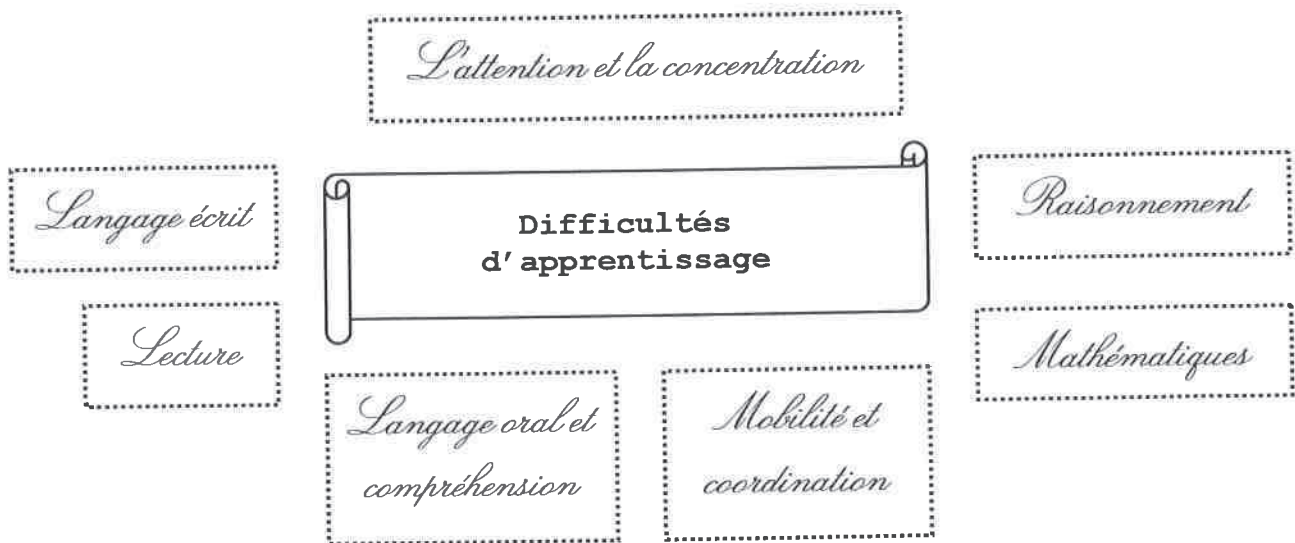 L'attention et la concentration
Langage écrit
Difficultés
d'apprentissage
Raisonnement
Lecture
Mathématiques
Langage oral et
compréhension
Mobilité et
coordination